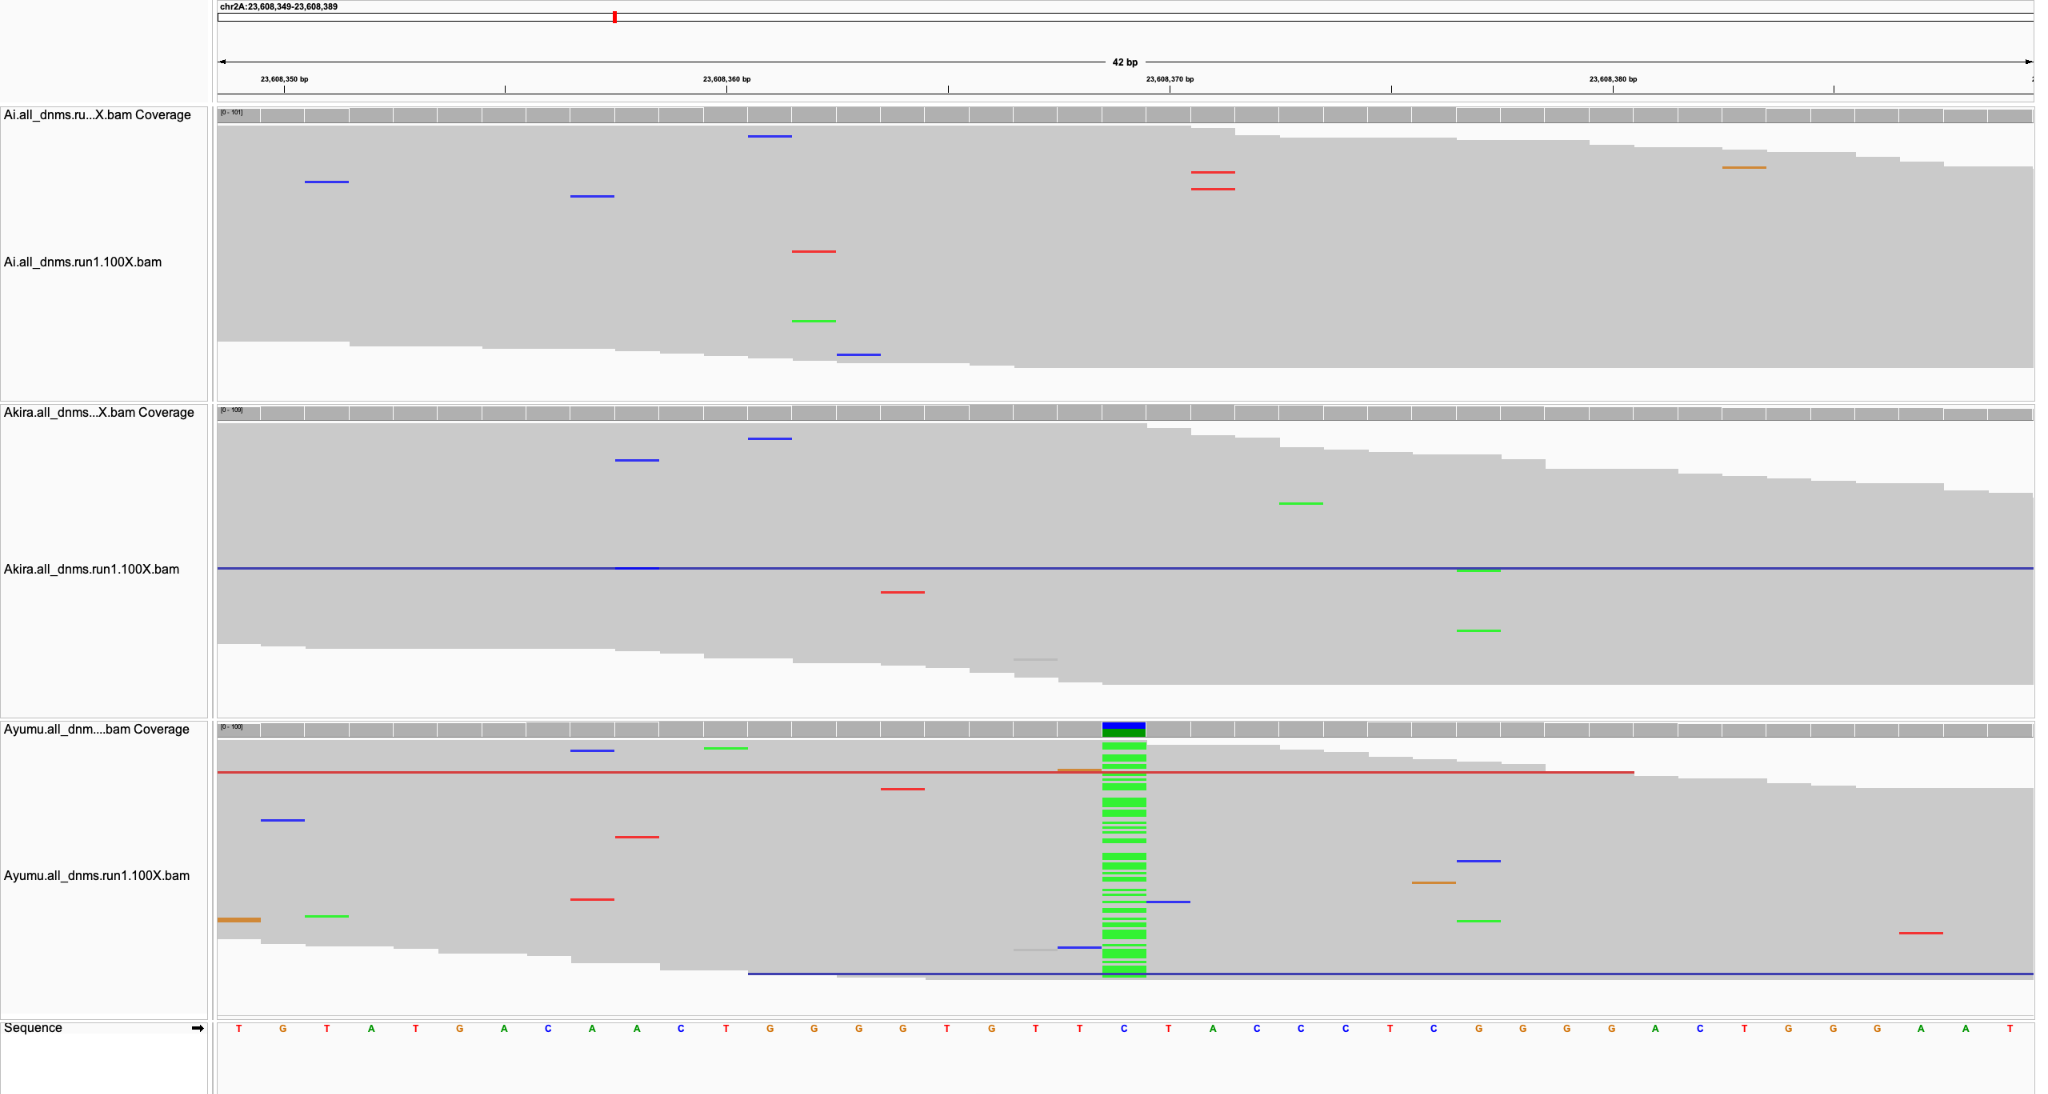 chr2A:23,608,349-23,608,389
42 bp
23,608,350 bp 23,608,360 bp 23,608,370 bp 23,608,380 bp
Ai.all_dnms.ru...X.bam Coverage
[0 - 101]
Ai.all_dnms.run1.100X.bam
Akira.all_dnms...X.bam Coverage
[0 - 109]
Akira.all_dnms.run1.100X.bam
Ayumu.all_dnm....bam Coverage
[0 - 100]
Ayumu.all_dnms.run1.100X.bam
Sequence T G T A T G A C A A C T G G G G T G T T C T A C C C T C G G G G A C T G G G A A T